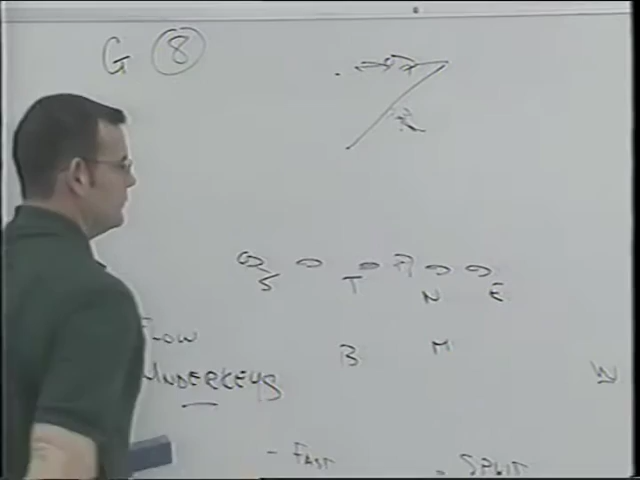 G 8
S T N E
B M
W
FLOW
UNDERKEYS
- FAST
- SPLIT